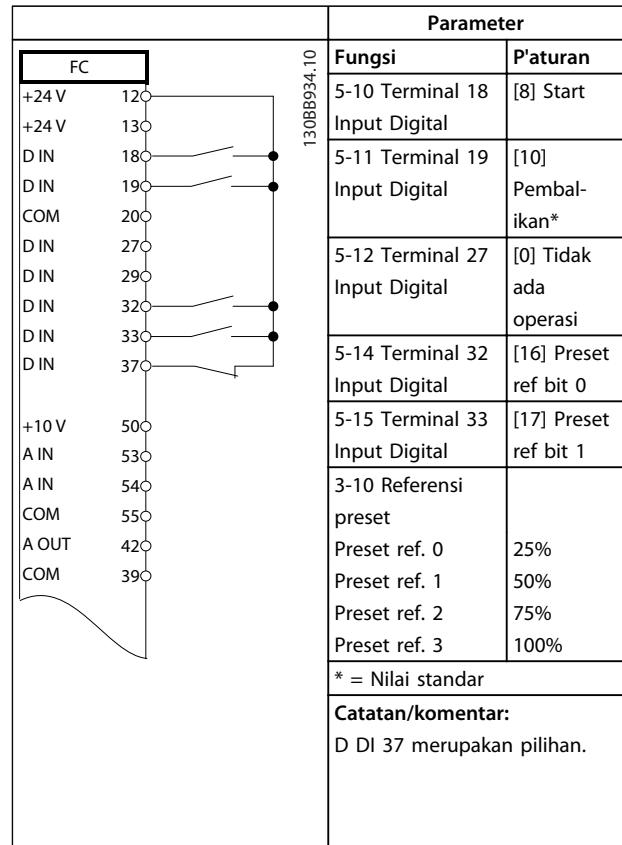 Parameter
FC
+24 V 12
+24 V 13
D IN 18
D IN 19
COM 20
D IN 27
D IN 29
D IN 32
D IN 33
D IN 37
+10 V 50
A IN 53
A IN 54
COM 55
A OUT 42
COM 39
130BB934.10
Fungsi P'aturan
5-10 Terminal 18 [8] Start
Input Digital
5-11 Terminal 19 [10]
Input Digital Pembal-
ikan*
5-12 Terminal 27 [0] Tidak
Input Digital ada
operasi
5-14 Terminal 32 [16] Preset
Input Digital ref bit 0
5-15 Terminal 33 [17] Preset
Input Digital ref bit 1
3-10 Referensi
preset
Preset ref. 0 25%
Preset ref. 1 50%
Preset ref. 2 75%
Preset ref. 3 100%
* = Nilai standar
Catatan/komentar:
D DI 37 merupakan pilihan.